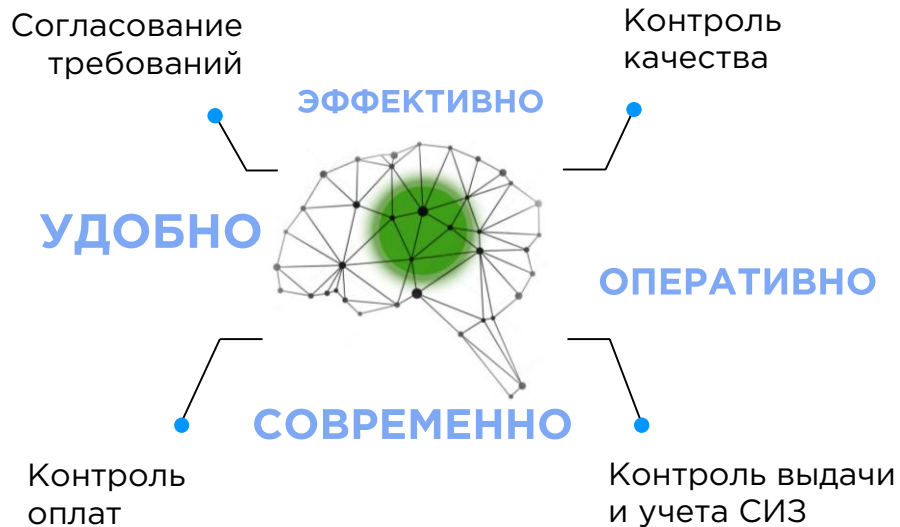 Согласование
требований
Контроль
качества
ЭФФЕКТИВНО
УДОБНО
ОПЕРАТИВНО
СОВРЕМЕННО
Контроль
оплат
Контроль выдачи
и учета СИЗ